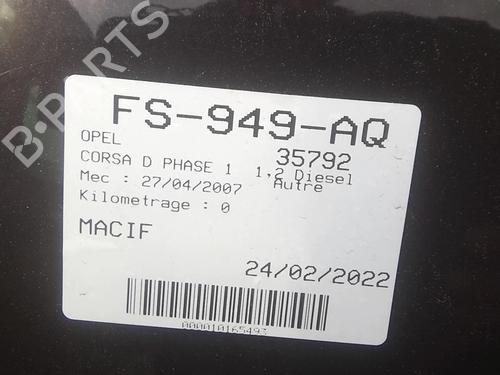 B-PARTS
FS-949-AQ
OPEL 35792
CORSA D PHASE 1 1,2 Diesel
Mec : 27/04/2007 Autre
Kilometrage : 0
MACIF
24/02/2022
000010165493